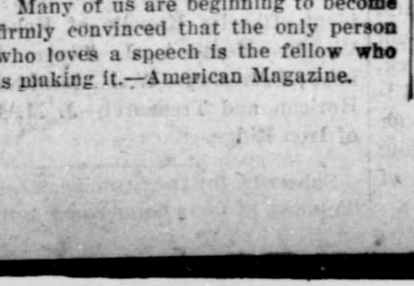 Many of us are beginning to become
firmly convinced that the only person
who loves a speech is the fellow who
s making it.—American Magazine.